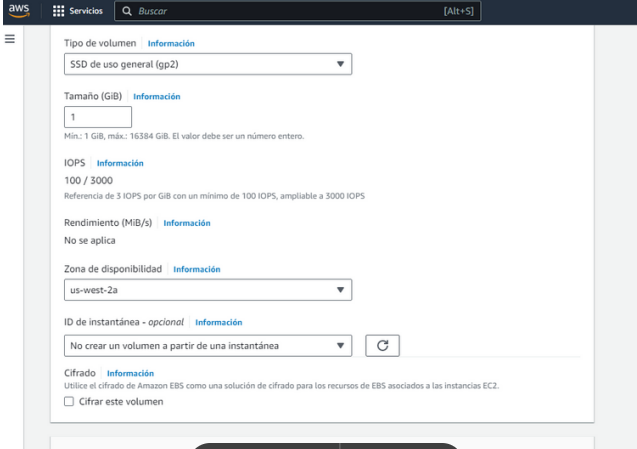 aws Servicios Buscar [Alt+S]
Tipo de volumen Información
SSD de uso general (gp2)
Tamaño (GiB) Información
1
Mín.: 1 GiB, máx.: 16384 GiB. El valor debe ser un número entero.
IOPS Información
100 / 3000
Referencia de 3 IOPS por GiB con un mínimo de 100 IOPS, ampliable a 3000 IOPS
Rendimiento (MiB/s) Información
No se aplica
Zona de disponibilidad Información
us-west-2a
ID de instantánea - opcional Información
No crear un volumen a partir de una instantánea
Cifrado Información
Utilice el cifrado de Amazon EBS como una solución de cifrado para los recursos de EBS asociados a las instancias EC2.
Cifrar este volumen